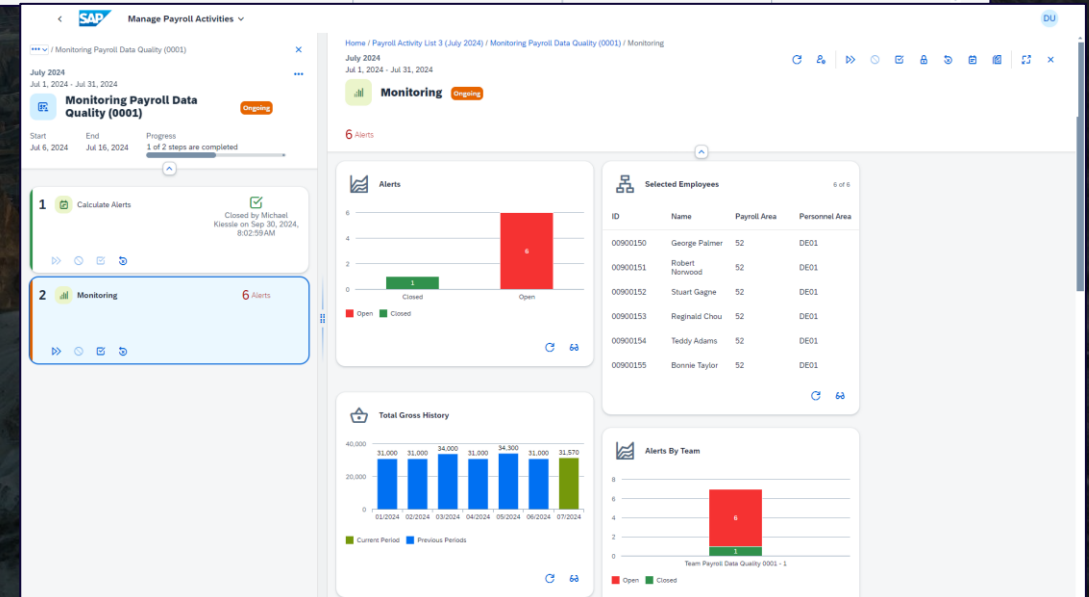 SAP
Manage Payroll Activities
DU
/ Monitoring Payroll Data Quality (0001)
July 2024
Jul 1, 2024 - Jul 31, 2024
Monitoring Payroll Data
Quality (0001)
Ongoing
Start
End
Progress
Jul 6, 2024
Jul 16, 2024
1 of 2 steps are completed
1
Calculate Alerts
Closed by Michael
Kiessle on Sep 30, 2024,
8:02:59 AM
2
Monitoring
6 Alerts
Home / Payroll Activity List 3 (July 2024) / Monitoring Payroll Data Quality (0001) / Monitoring
July 2024
Jul 1, 2024 - Jul 31, 2024
Monitoring
Ongoing
6 Alerts
Alerts
6
4
2
0
1
6
Closed
Open
Open
Closed
Selected Employees
6 of 6
ID Name Payroll Area Personnel Area
00900150 George Palmer 52 DE01
00900151 Robert Norwood 52 DE01
00900152 Stuart Gagne 52 DE01
00900153 Reginald Chou 52 DE01
00900154 Teddy Adams 52 DE01
00900155 Bonnie Taylor 52 DE01
Total Gross History
40,000
20,000
0
31,000 31,000 34,000 31,000 34,300 31,000 31,570
01/2024 02/2024 03/2024 04/2024 05/2024 06/2024 07/2024
Current Period
Previous Periods
Alerts By Team
8
6
4
2
0
6
1
Team Payroll Data Quality 0001 - 1
Open
Closed